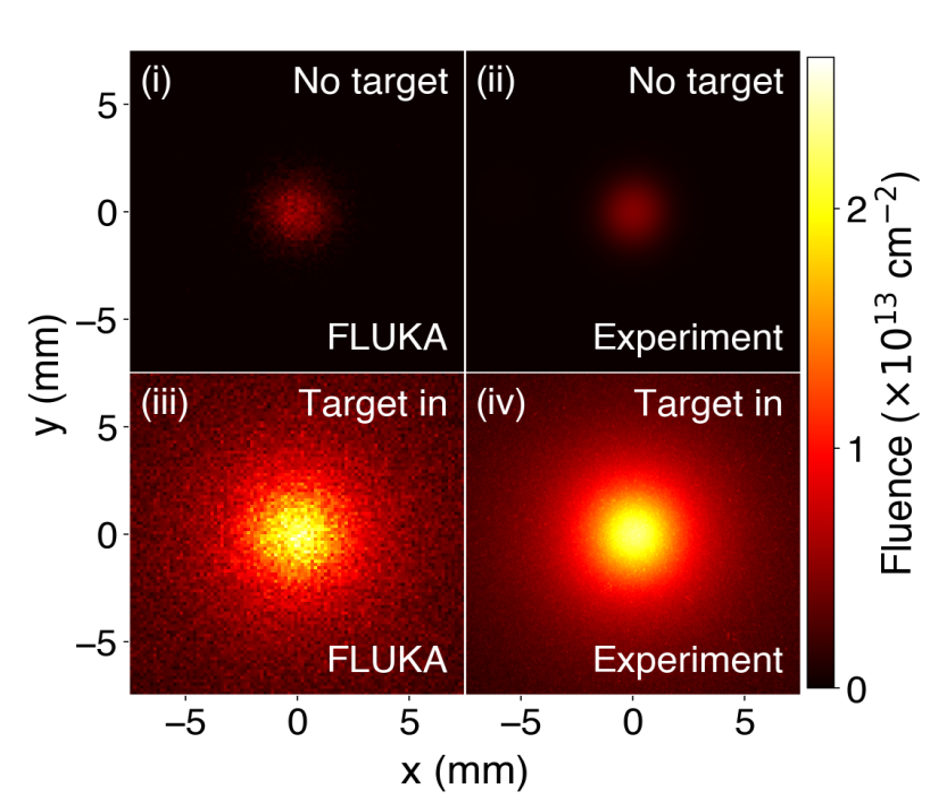 (i) No target
(ii) No target
5
0
−5
FLUKA
Experiment
(iii) Target in
(iv) Target in
5
0
−5
FLUKA
Experiment
y (mm)
−5 0 5
−5 0 5
x (mm)
2
1
0
Fluence (×10¹³ cm⁻²)